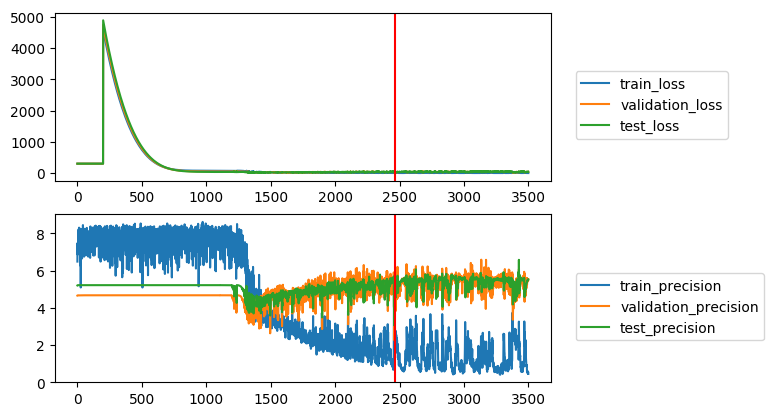 5000
4000
3000
2000
1000
0
0 500 1000 1500 2000 2500 3000 3500
train_loss
validation_loss
test_loss
8
6
4
2
0
0 500 1000 1500 2000 2500 3000 3500
train_precision
validation_precision
test_precision